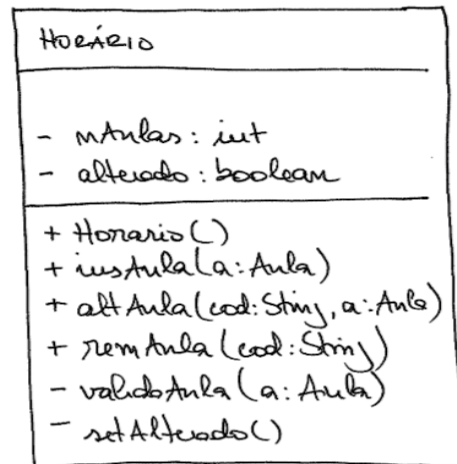 HORÁRIO
- nAulas: int
- alterado: boolean
+ Horario()
+ insAula(a:Aula)
+ altAula(cod:String, a:Aula)
+ remAula(cod:String)
- validaAula(a:Aula)
- setAlterado()